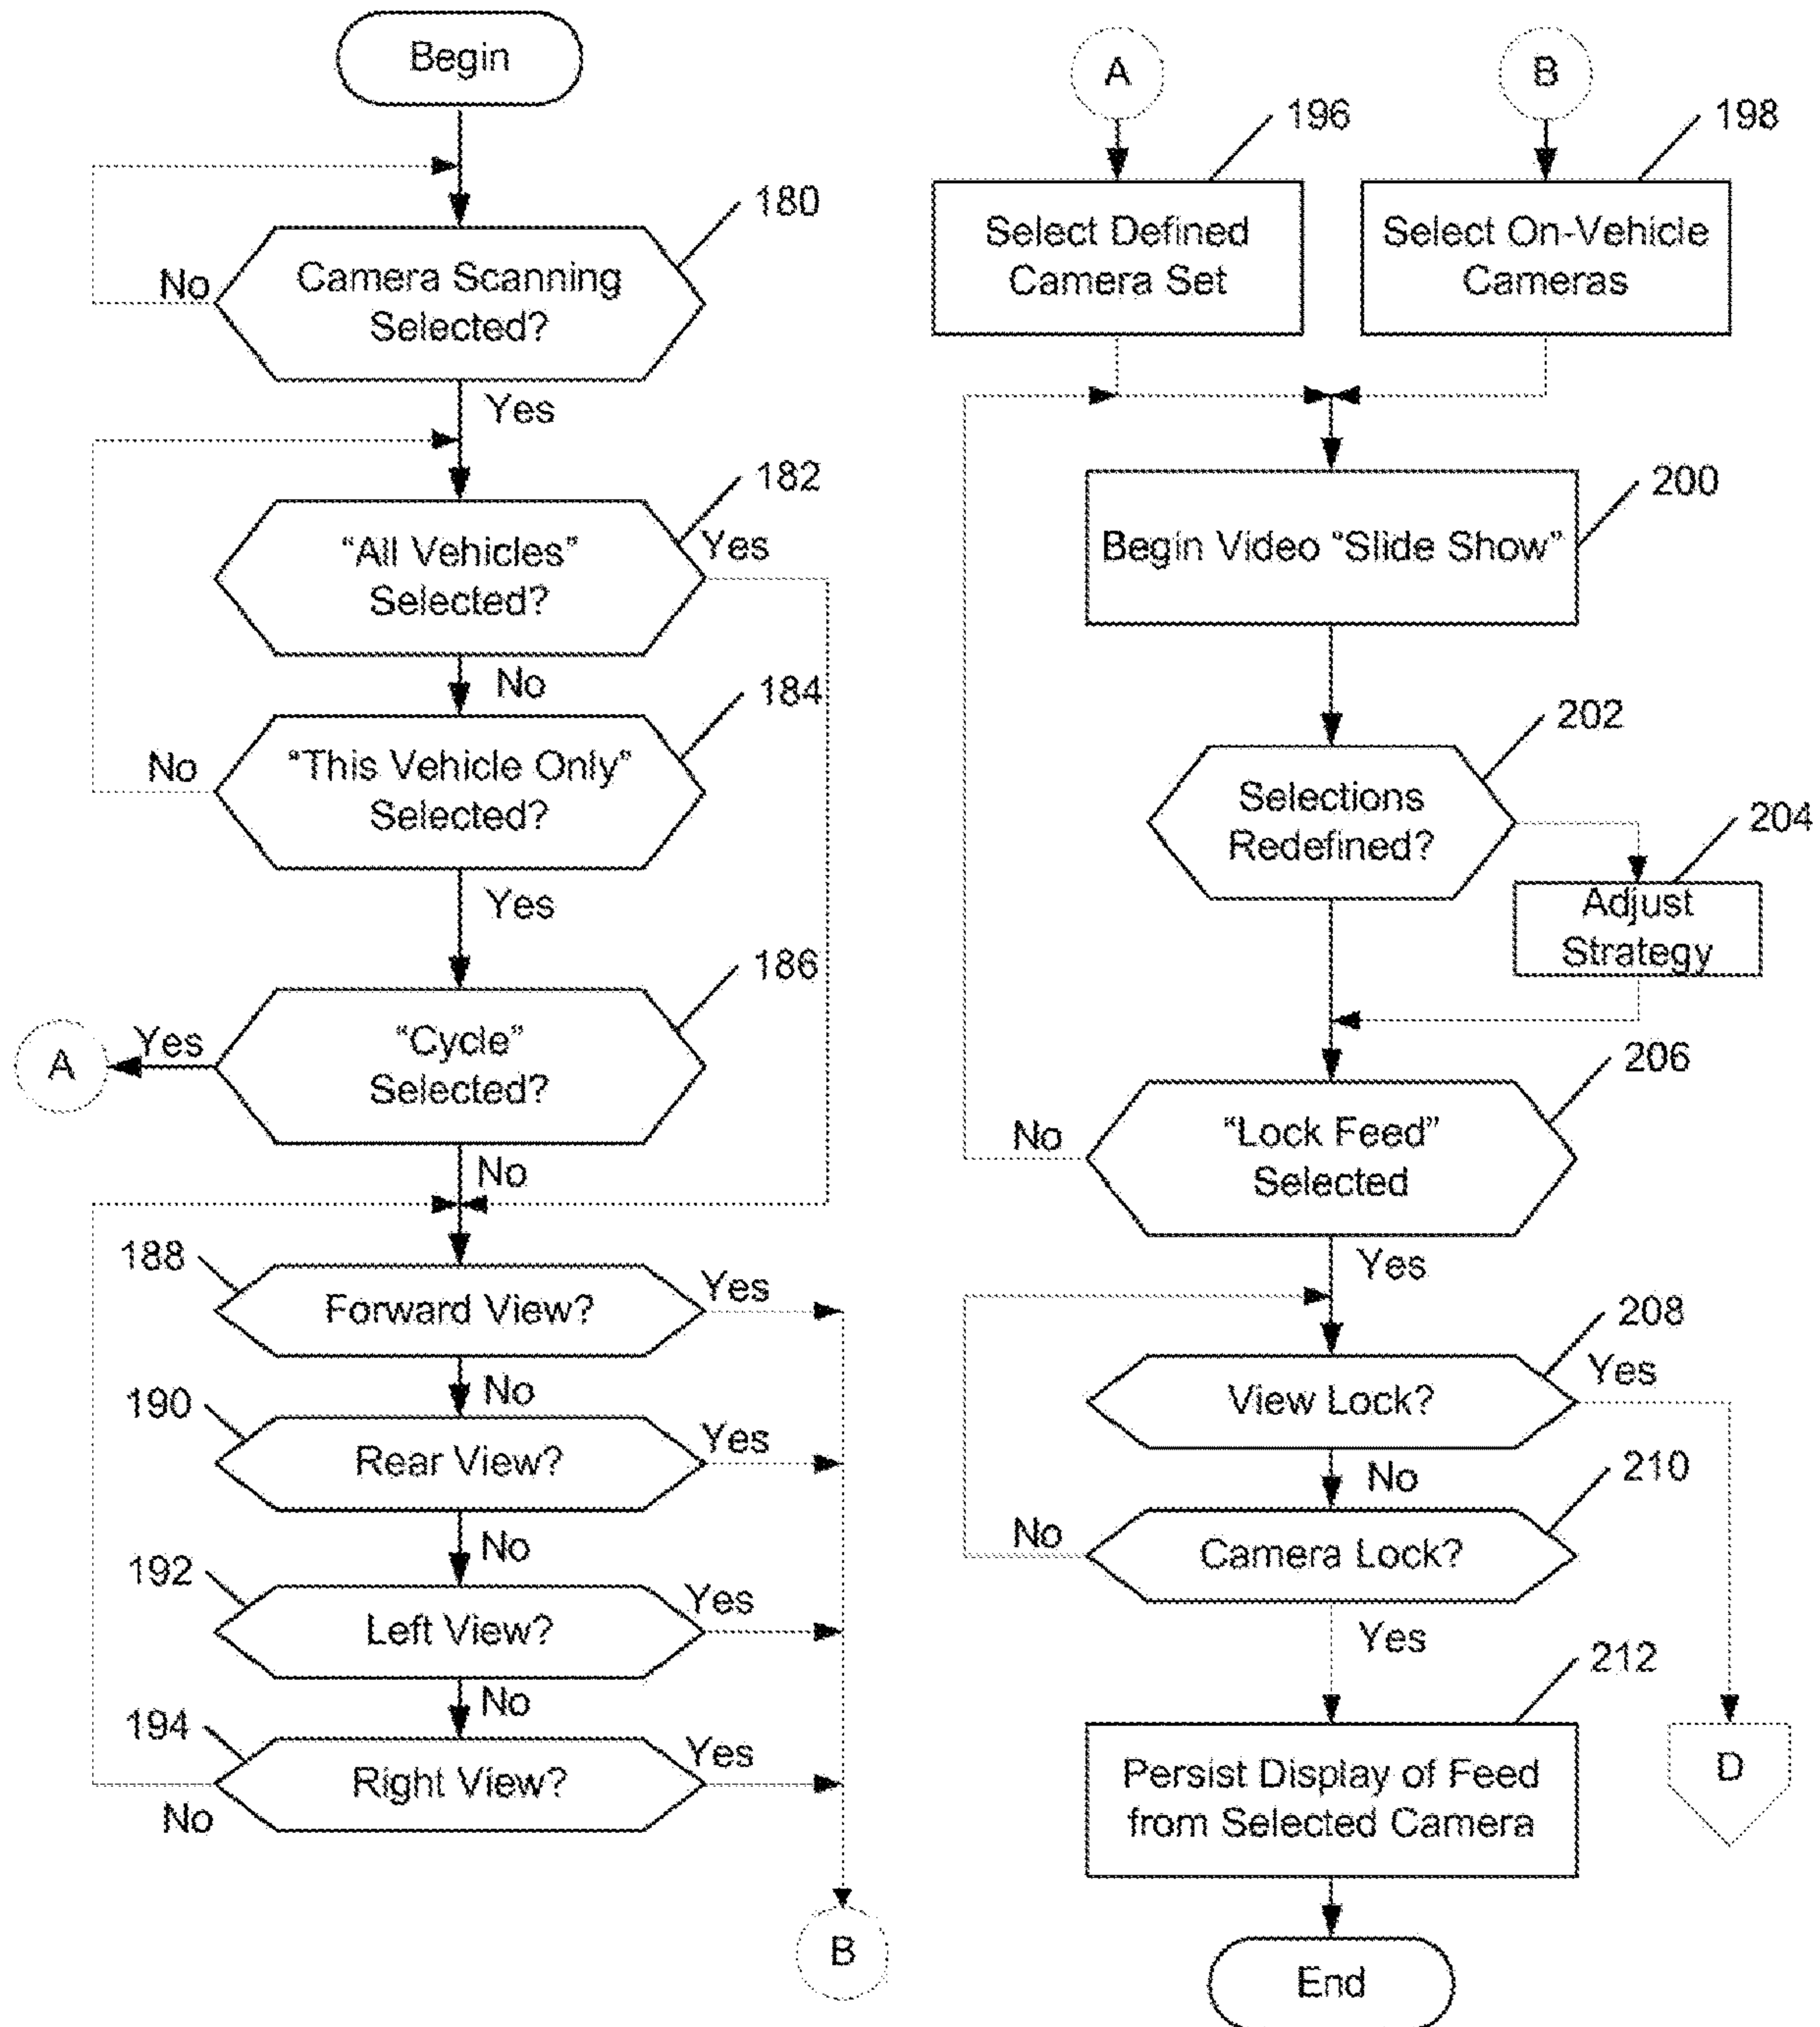 Begin
180
No
Camera Scanning
Selected?
Yes
182
“All Vehicles”
Selected?
Yes
No
184
“This Vehicle Only”
Selected?
No
Yes
186
“Cycle”
Selected?
Yes
A
No
188
Forward View?
Yes
No
190
Rear View?
Yes
No
192
Left View?
Yes
No
194
Right View?
Yes
No
B
A
B
196
198
Select Defined
Camera Set
Select On-Vehicle
Cameras
200
Begin Video “Slide Show”
202
Selections
Redefined?
204
Adjust
Strategy
206
“Lock Feed”
Selected
No
Yes
208
View Lock?
Yes
No
210
Camera Lock?
No
Yes
212
Persist Display of Feed
from Selected Camera
D
End